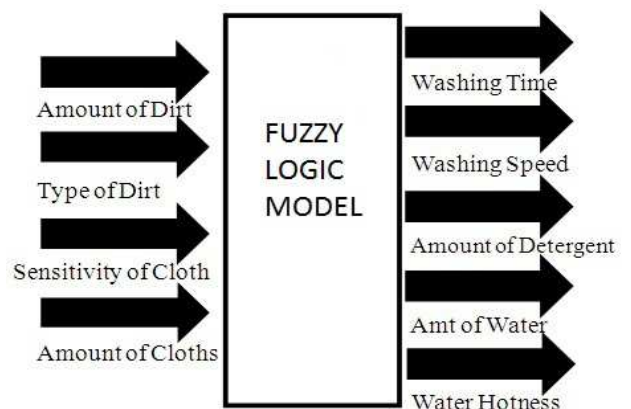 Amount of Dirt
Type of Dirt
Sensitivity of Cloth
Amount of Cloths
FUZZY
LOGIC
MODEL
Washing Time
Washing Speed
Amount of Detergent
Amt of Water
Water Hotness